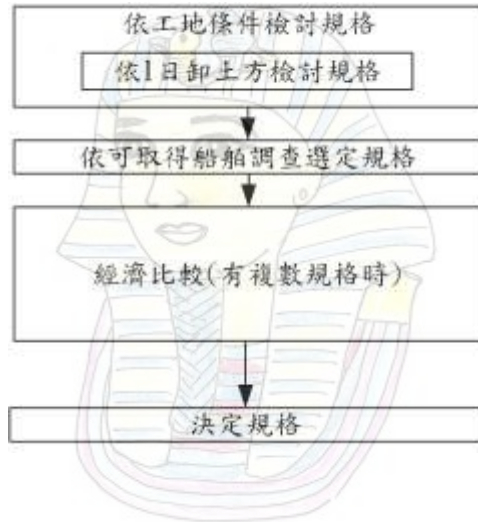 依工地條件檢討規格
依1日卸土方檢討規格
依可取得船舶調查選定規格
經濟比較(有複數規格時)
決定規格